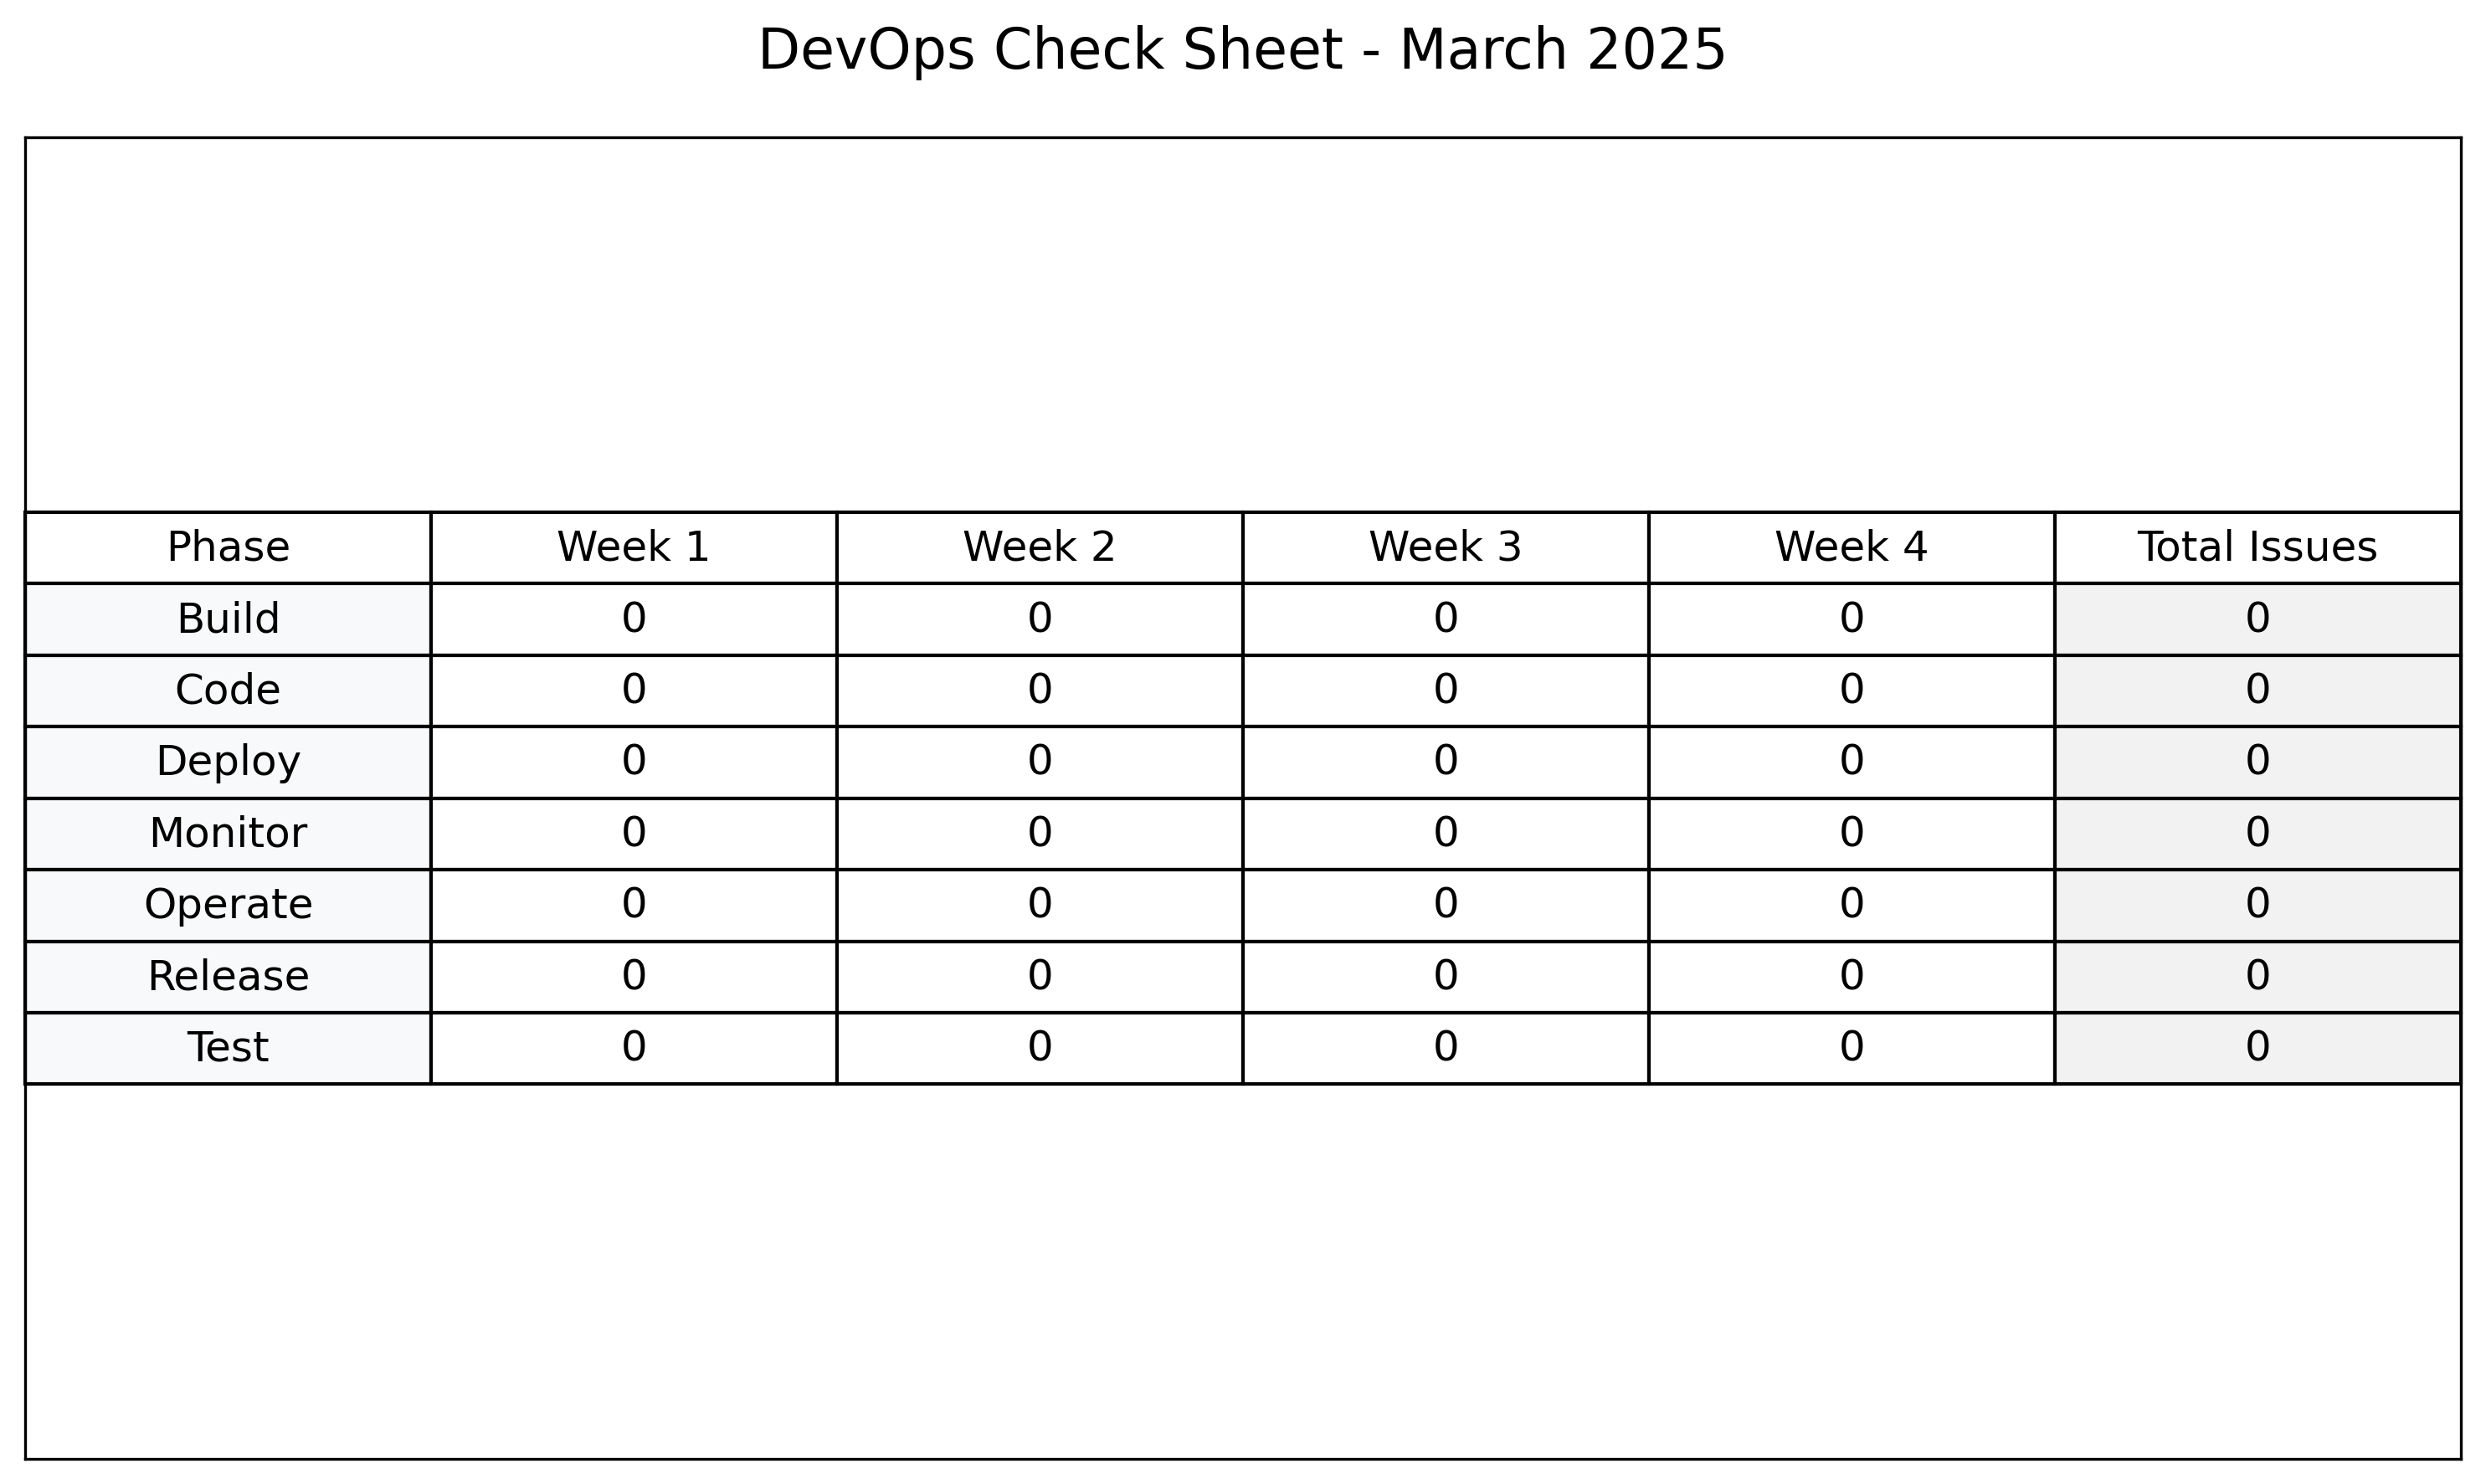 DevOps Check Sheet - March 2025
Phase Week 1 Week 2 Week 3 Week 4 Total Issues
Build 0 0 0 0 0
Code 0 0 0 0 0
Deploy 0 0 0 0 0
Monitor 0 0 0 0 0
Operate 0 0 0 0 0
Release 0 0 0 0 0
Test 0 0 0 0 0